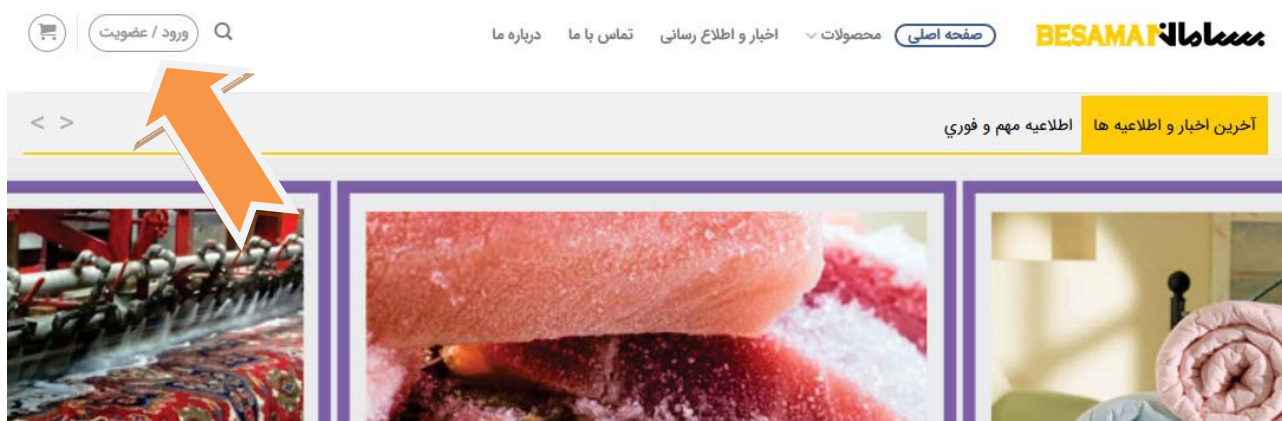 بسامان BESAMAN
صفحه اصلی محصولات اخبار و اطلاع رسانی تماس با ما درباره ما ورود / عضویت
آخرین اخبار و اطلاعیه ها اطلاعیه مهم و فوري < >